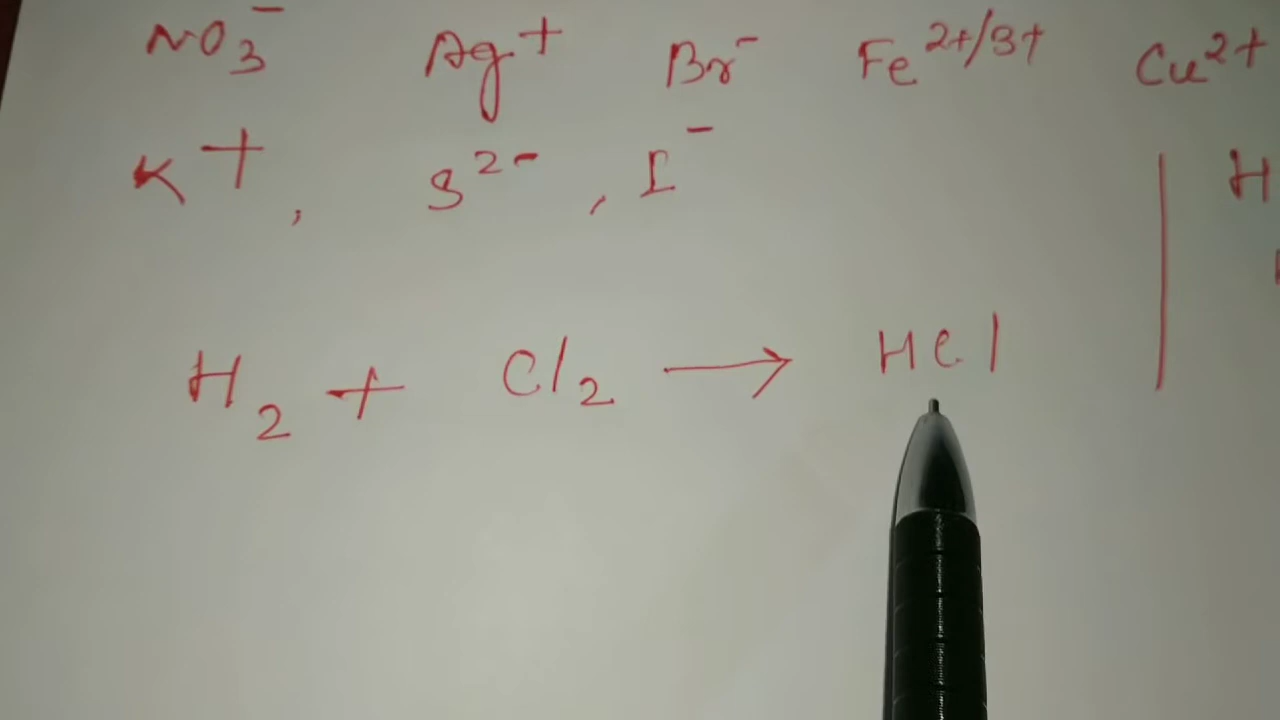 NO₃⁻ Ag⁺ Br⁻ Fe²⁺/³⁺ Cu²⁺
K⁺, S²⁻, I⁻ | H
H₂ + Cl₂ → HCl